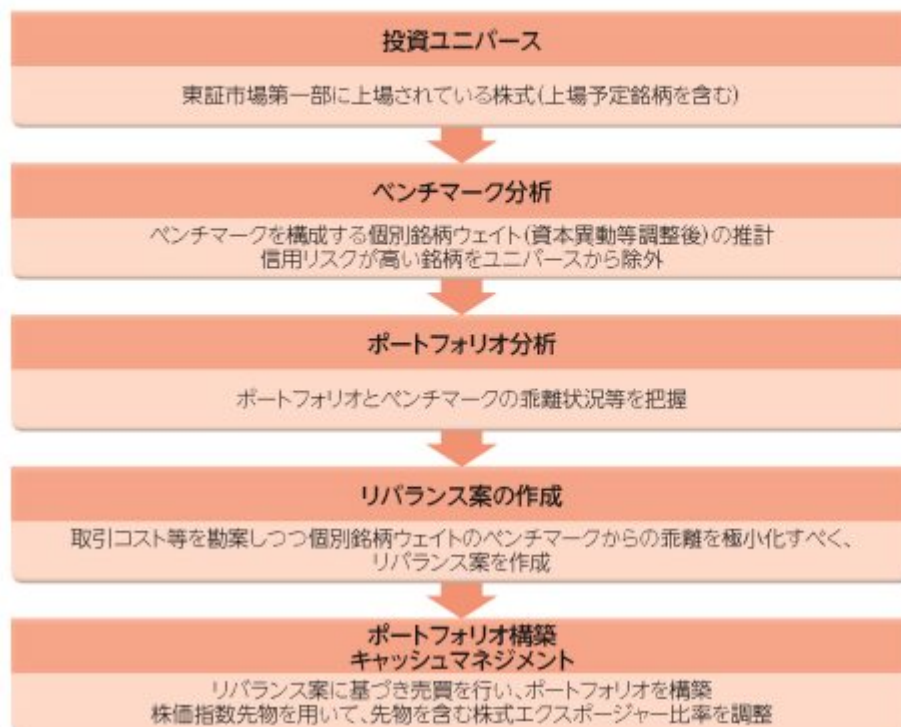 投資ユニバース
東証市場第一部に上場されている株式(上場予定銘柄を含む)
ベンチマーク分析
ベンチマークを構成する個別銘柄ウェイト(資本異動等調整後)の推計
信用リスクが高い銘柄をユニバースから除外
ポートフォリオ分析
ポートフォリオとベンチマークの乖離状況等を把握
リバランス案の作成
取引コスト等を勘案しつつ個別銘柄ウェイトのベンチマークからの乖離を極小化すべく、
リバランス案を作成
ポートフォリオ構築
キャッシュマネジメント
リバランス案に基づき売買を行い、ポートフォリオを構築
株価指数先物を用いて、先物を含む株式エクスポージャー比率を調整